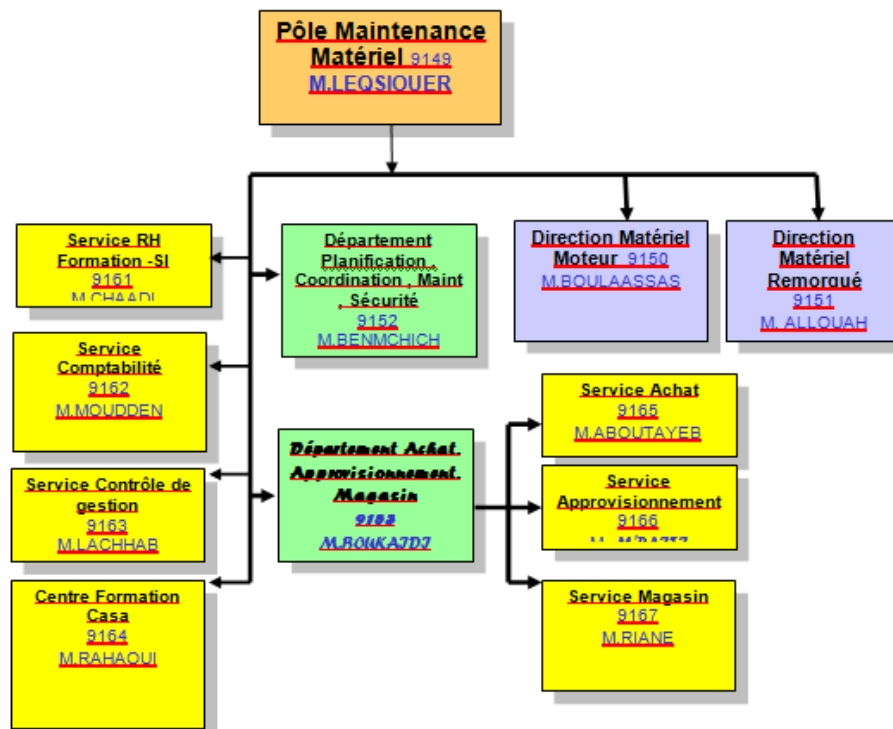 Pôle Maintenance
Matériel 9149
M.LEQSIOUER
Service RH
Formation -SI
9161
M.CHAADI
Département
Planification ,
Coordination , Maint
, Sécurité
9152
M.BENMCHICH
Direction Matériel
Moteur 9150
M.BOULAASSAS
Direction
Matériel
Remorqué
9151
M. ALLOUAH
Service
Comptabilité
9162
M.MOUDDEN
Service Achat
9165
M.ABOUTAYEB
Département Achat,
Approvisionnement,
Magasin
M.BOUKAIDI
Service Contrôle de
gestion
9163
M.LACHHAB
Service
Approvisionnement
9166
Centre Formation
Casa
9164
M.RAHAOUI
Service Magasin
9167
M.RIANE